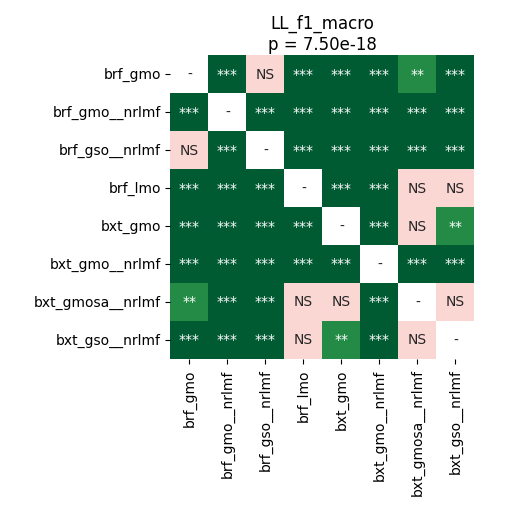 LL_f1_macro
p = 7.50e-18
brf_gmo - *** NS *** *** *** ** ***
brf_gmo__nrlmf *** - *** *** *** *** *** ***
brf_gso__nrlmf NS *** - *** *** *** *** ***
brf_lmo *** *** *** - *** *** NS NS
bxt_gmo *** *** *** *** - *** NS **
bxt_gmo__nrlmf *** *** *** *** *** - *** ***
bxt_gmosa__nrlmf ** *** *** NS NS *** - NS
bxt_gso__nrlmf *** *** *** NS ** *** NS -
brf_gmo
brf_gmo__nrlmf
brf_gso__nrlmf
brf_lmo
bxt_gmo
bxt_gmo__nrlmf
bxt_gmosa__nrlmf
bxt_gso__nrlmf